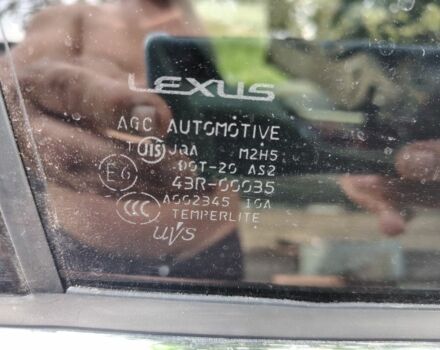 LEXUS
AGC AUTOMOTIVE
T JIS JQA M2H5
DOT-20 AS2
E6 43R-00035
CCC A002345 10A
TEMPERLITE
UVS